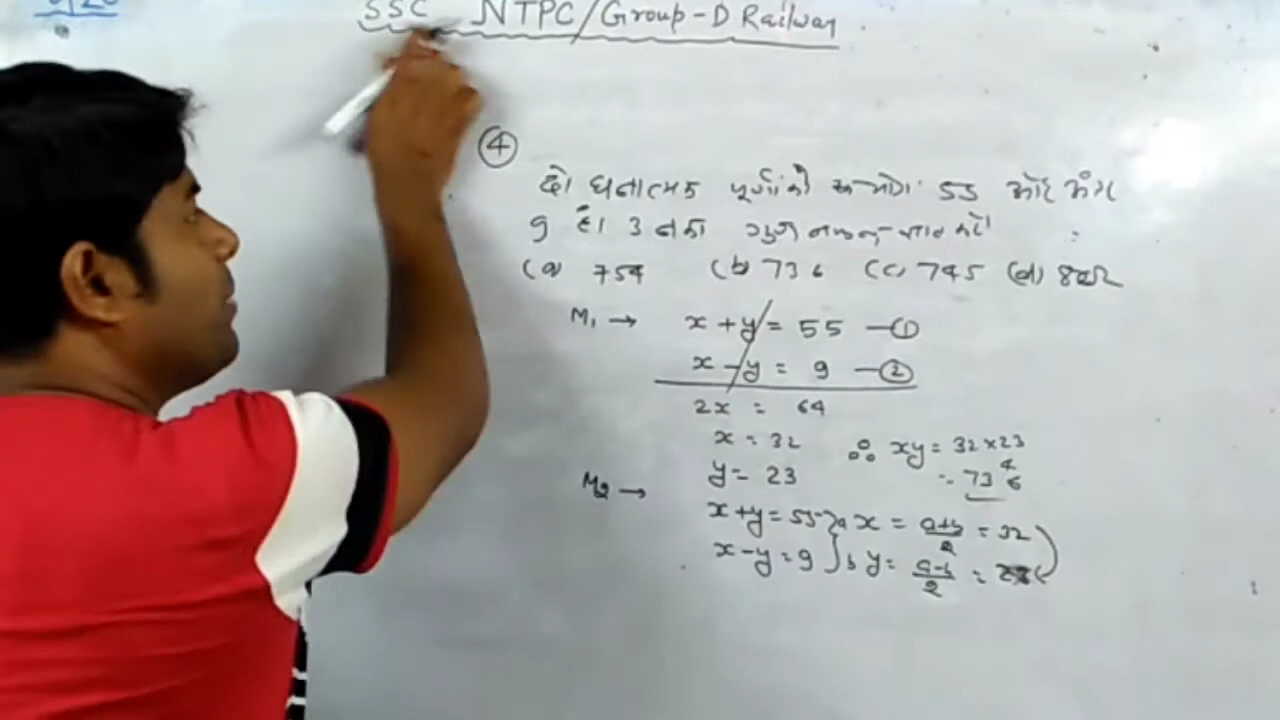 SSC NTPC/Group-D Railway
④
दो धनात्मक पूर्णांको का योग 55 और अंतर
9 है। उनका गुणनफल ज्ञात करो
(a) 754 (b) 736 (c) 745 (d)
M₁ → x + y = 55 —①
x - y = 9 —②
2x = 64
x = 32 ∴ xy = 32×23
y = 23 = 736
M₂ →
x+y = 55 a x = a+b/2 = 32
x-y = 9 b y = a-b/2 =